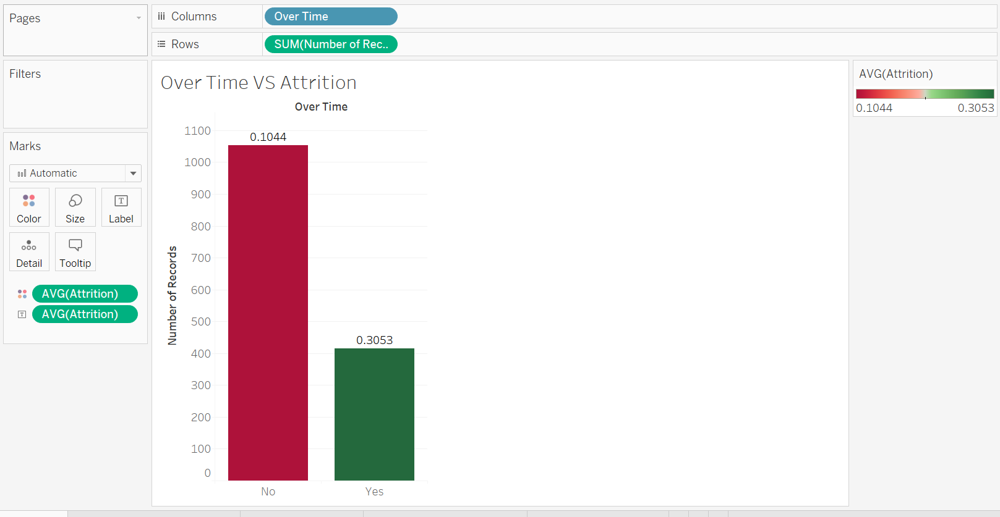 Pages
Columns
Over Time
Rows
SUM(Number of Rec..
Filters
Marks
Automatic
Color
Size
T
Label
Detail
Tooltip
AVG(Attrition)
T
AVG(Attrition)
Over Time VS Attrition
Over Time
1100
1000
900
800
700
600
500
400
300
200
100
0
Number of Records
0.1044
0.3053
No
Yes
AVG(Attrition)
0.1044
0.3053